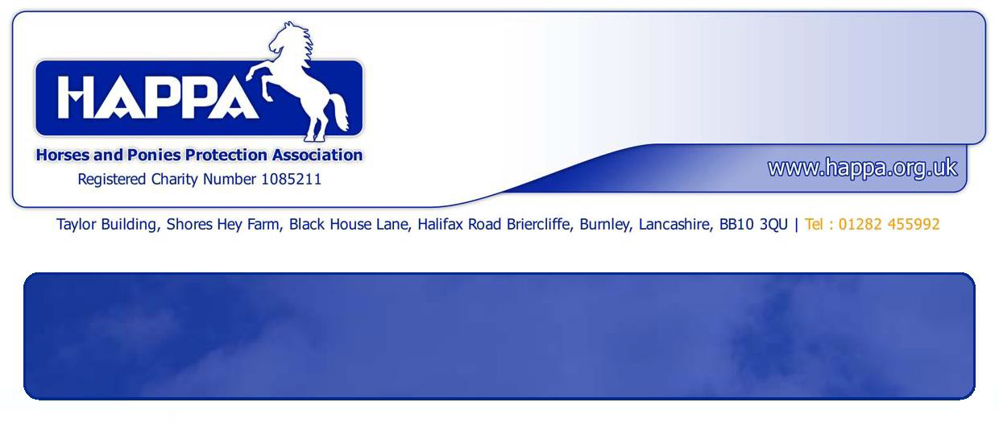 HAPPA
Horses and Ponies Protection Association
Registered Charity Number 1085211
www.happa.org.uk
Taylor Building, Shores Hey Farm, Black House Lane, Halifax Road Briercliffe, Burnley, Lancashire, BB10 3QU | Tel : 01282 455992